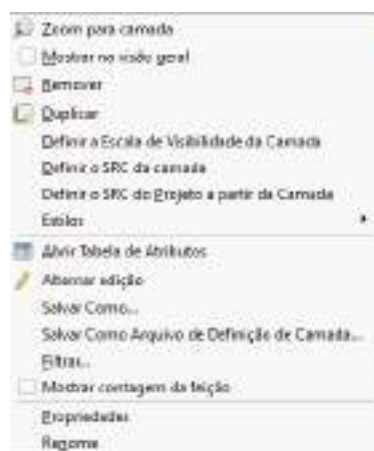 Zoom para camada
Mostrar na visão geral
Remover
Duplicar
Definir a Escala de Visibilidade da Camada
Definir o SRC da camada
Definir o SRC do Projeto a partir da Camada
Estilos
Abrir Tabela de Atributos
Alternar edição
Salvar Como...
Salvar Como Arquivo de Definição de Camada...
Filtrar...
Mostrar contagem da feição
Propriedades
Renome